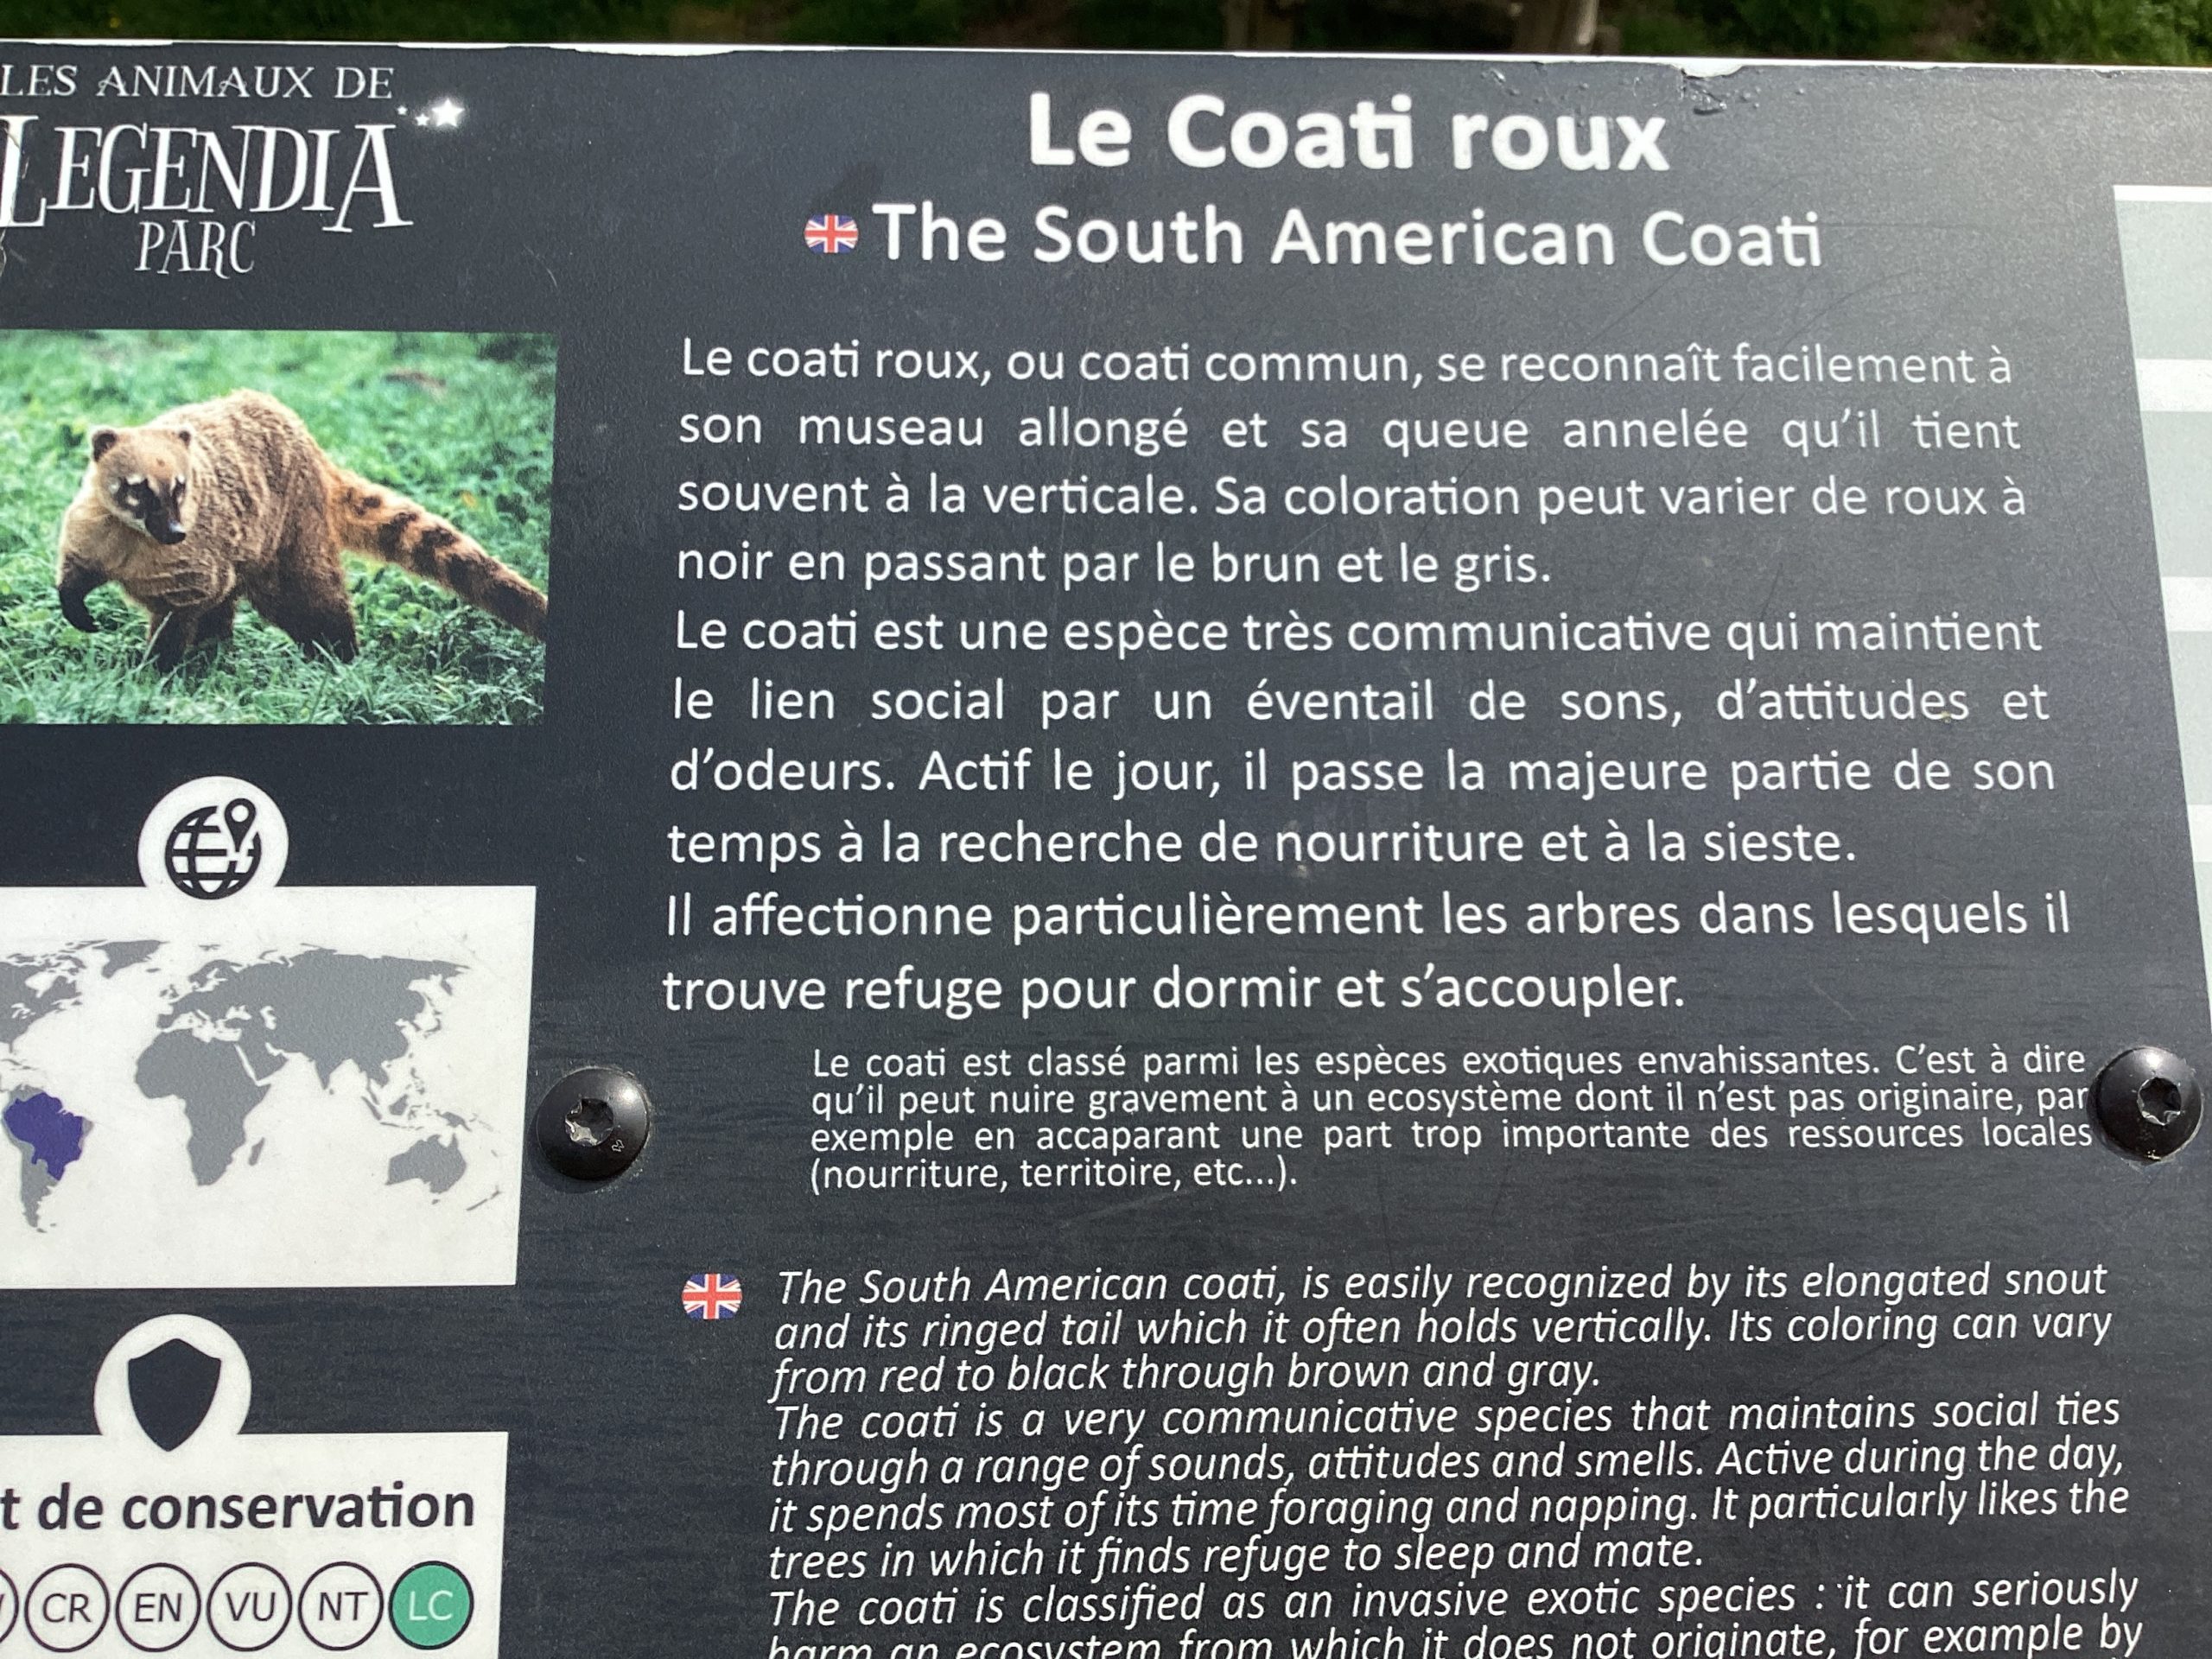 LES ANIMAUX DE
LEGENDIA
PARC
Le Coati roux
The South American Coati
Le coati roux, ou coati commun, se reconnaît facilement à
son museau allongé et sa queue annelée qu’il tient
souvent à la verticale. Sa coloration peut varier de roux à
noir en passant par le brun et le gris.
Le coati est une espèce très communicative qui maintient
le lien social par un éventail de sons, d’attitudes et
d’odeurs. Actif le jour, il passe la majeure partie de son
temps à la recherche de nourriture et à la sieste.
Il affectionne particulièrement les arbres dans lesquels il
trouve refuge pour dormir et s’accoupler.
Le coati est classé parmi les espèces exotiques envahissantes. C’est à dire
qu’il peut nuire gravement à un ecosystème dont il n’est pas originaire, par
exemple en accaparant une part trop importante des ressources locales
(nourriture, territoire, etc...).
The South American coati, is easily recognized by its elongated snout
and its ringed tail which it often holds vertically. Its coloring can vary
from red to black through brown and gray.
The coati is a very communicative species that maintains social ties
through a range of sounds, attitudes and smells. Active during the day,
it spends most of its time foraging and napping. It particularly likes the
trees in which it finds refuge to sleep and mate.
The coati is classified as an invasive exotic species : it can seriously
harm an ecosystem from which it does not originate, for example by
t de conservation
CR EN VU NT LC